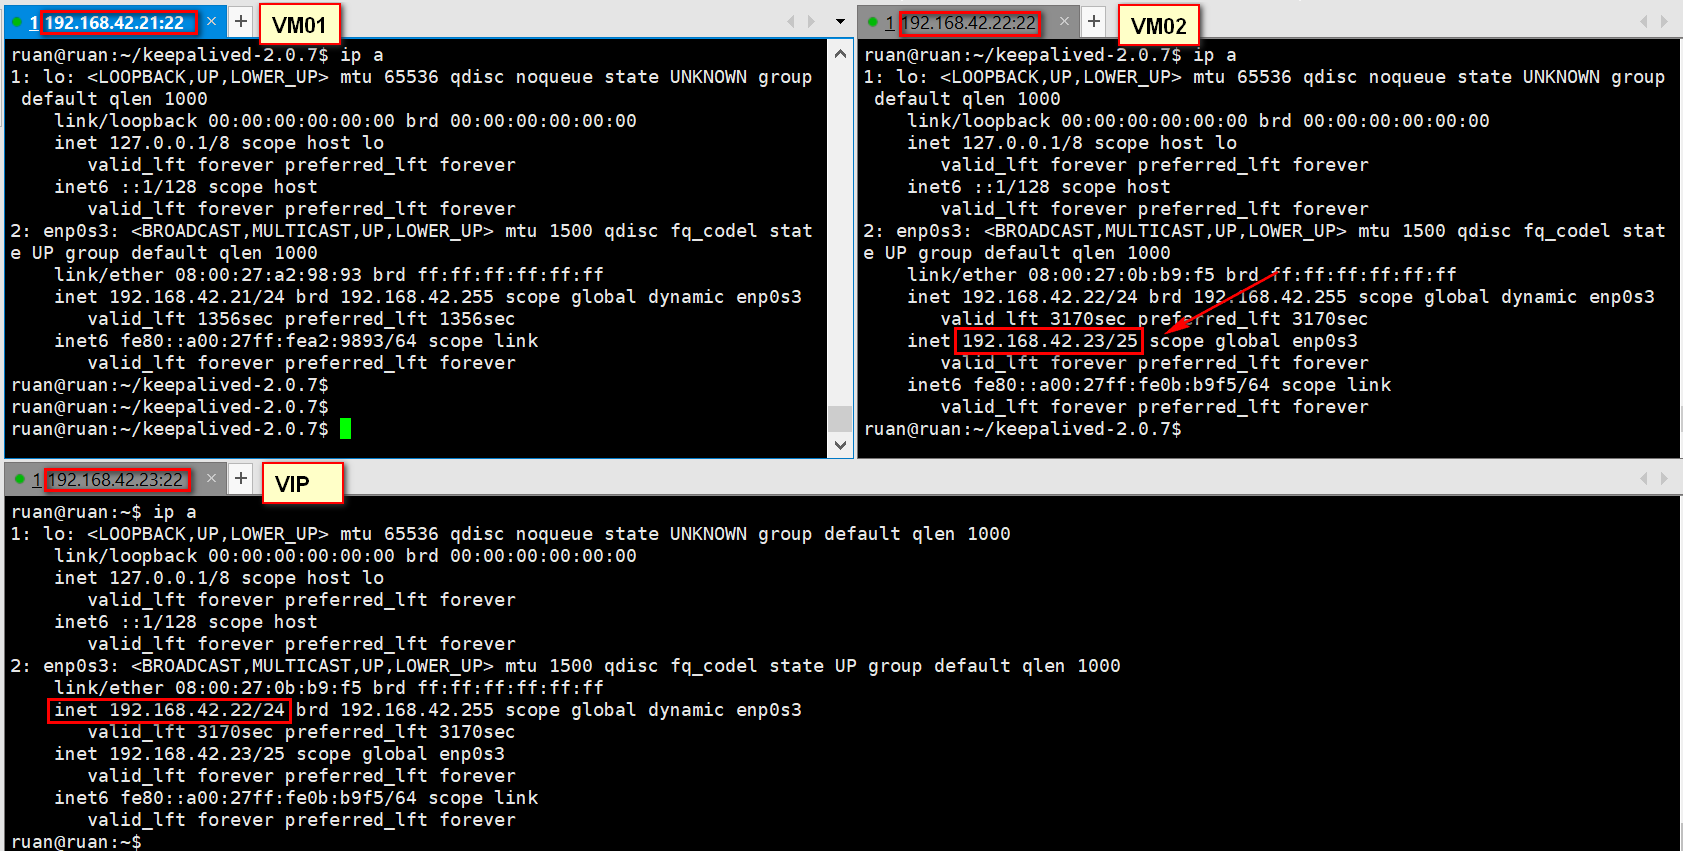 1 192.168.42.21:22 × + VM01
ruan@ruan:~/keepalived-2.0.7$ ip a
1: lo: <LOOPBACK,UP,LOWER_UP> mtu 65536 qdisc noqueue state UNKNOWN group
default qlen 1000
link/loopback 00:00:00:00:00:00 brd 00:00:00:00:00:00
inet 127.0.0.1/8 scope host lo
valid_lft forever preferred_lft forever
inet6 ::1/128 scope host
valid_lft forever preferred_lft forever
2: enp0s3: <BROADCAST,MULTICAST,UP,LOWER_UP> mtu 1500 qdisc fq_codel stat
e UP group default qlen 1000
link/ether 08:00:27:a2:98:93 brd ff:ff:ff:ff:ff:ff
inet 192.168.42.21/24 brd 192.168.42.255 scope global dynamic enp0s3
valid_lft 1356sec preferred_lft 1356sec
inet6 fe80::a00:27ff:fea2:9893/64 scope link
valid_lft forever preferred_lft forever
ruan@ruan:~/keepalived-2.0.7$
ruan@ruan:~/keepalived-2.0.7$
ruan@ruan:~/keepalived-2.0.7$
1 192.168.42.22:22 × + VM02
ruan@ruan:~/keepalived-2.0.7$ ip a
1: lo: <LOOPBACK,UP,LOWER_UP> mtu 65536 qdisc noqueue state UNKNOWN group
default qlen 1000
link/loopback 00:00:00:00:00:00 brd 00:00:00:00:00:00
inet 127.0.0.1/8 scope host lo
valid_lft forever preferred_lft forever
inet6 ::1/128 scope host
valid_lft forever preferred_lft forever
2: enp0s3: <BROADCAST,MULTICAST,UP,LOWER_UP> mtu 1500 qdisc fq_codel stat
e UP group default qlen 1000
link/ether 08:00:27:0b:b9:f5 brd ff:ff:ff:ff:ff:ff
inet 192.168.42.22/24 brd 192.168.42.255 scope global dynamic enp0s3
valid_lft 3170sec preferred_lft 3170sec
inet 192.168.42.23/25 scope global enp0s3
valid_lft forever preferred_lft forever
inet6 fe80::a00:27ff:fe0b:b9f5/64 scope link
valid_lft forever preferred_lft forever
ruan@ruan:~/keepalived-2.0.7$
1 192.168.42.23:22 × + VIP
ruan@ruan:~$ ip a
1: lo: <LOOPBACK,UP,LOWER_UP> mtu 65536 qdisc noqueue state UNKNOWN group default qlen 1000
link/loopback 00:00:00:00:00:00 brd 00:00:00:00:00:00
inet 127.0.0.1/8 scope host lo
valid_lft forever preferred_lft forever
inet6 ::1/128 scope host
valid_lft forever preferred_lft forever
2: enp0s3: <BROADCAST,MULTICAST,UP,LOWER_UP> mtu 1500 qdisc fq_codel state UP group default qlen 1000
link/ether 08:00:27:0b:b9:f5 brd ff:ff:ff:ff:ff:ff
inet 192.168.42.22/24 brd 192.168.42.255 scope global dynamic enp0s3
valid_lft 3170sec preferred_lft 3170sec
inet 192.168.42.23/25 scope global enp0s3
valid_lft forever preferred_lft forever
inet6 fe80::a00:27ff:fe0b:b9f5/64 scope link
valid_lft forever preferred_lft forever
ruan@ruan:~$